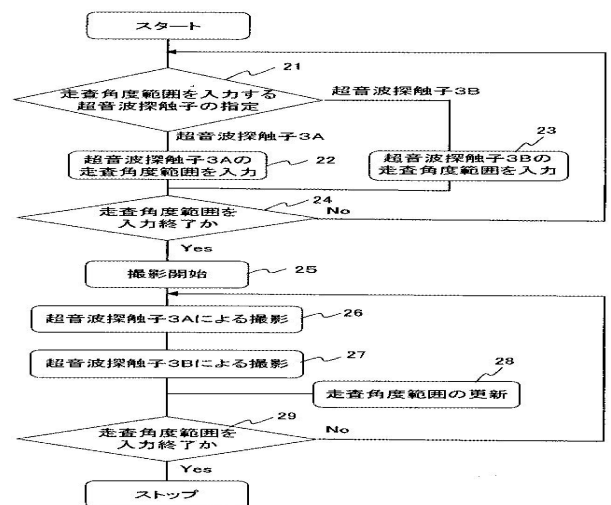 スタート
21
走査角度範囲を入力する
超音波探触子の指定
超音波探触子3B
超音波探触子3A
23
超音波探触子3Aの
走査角度範囲を入力
22
超音波探触子3Bの
走査角度範囲を入力
24
走査角度範囲を
入力終了か
No
Yes
撮影開始
25
超音波探触子3Aによる撮影
26
超音波探触子3Bによる撮影
27
28
走査角度範囲の更新
29
走査角度範囲を
入力終了か
No
Yes
ストップ